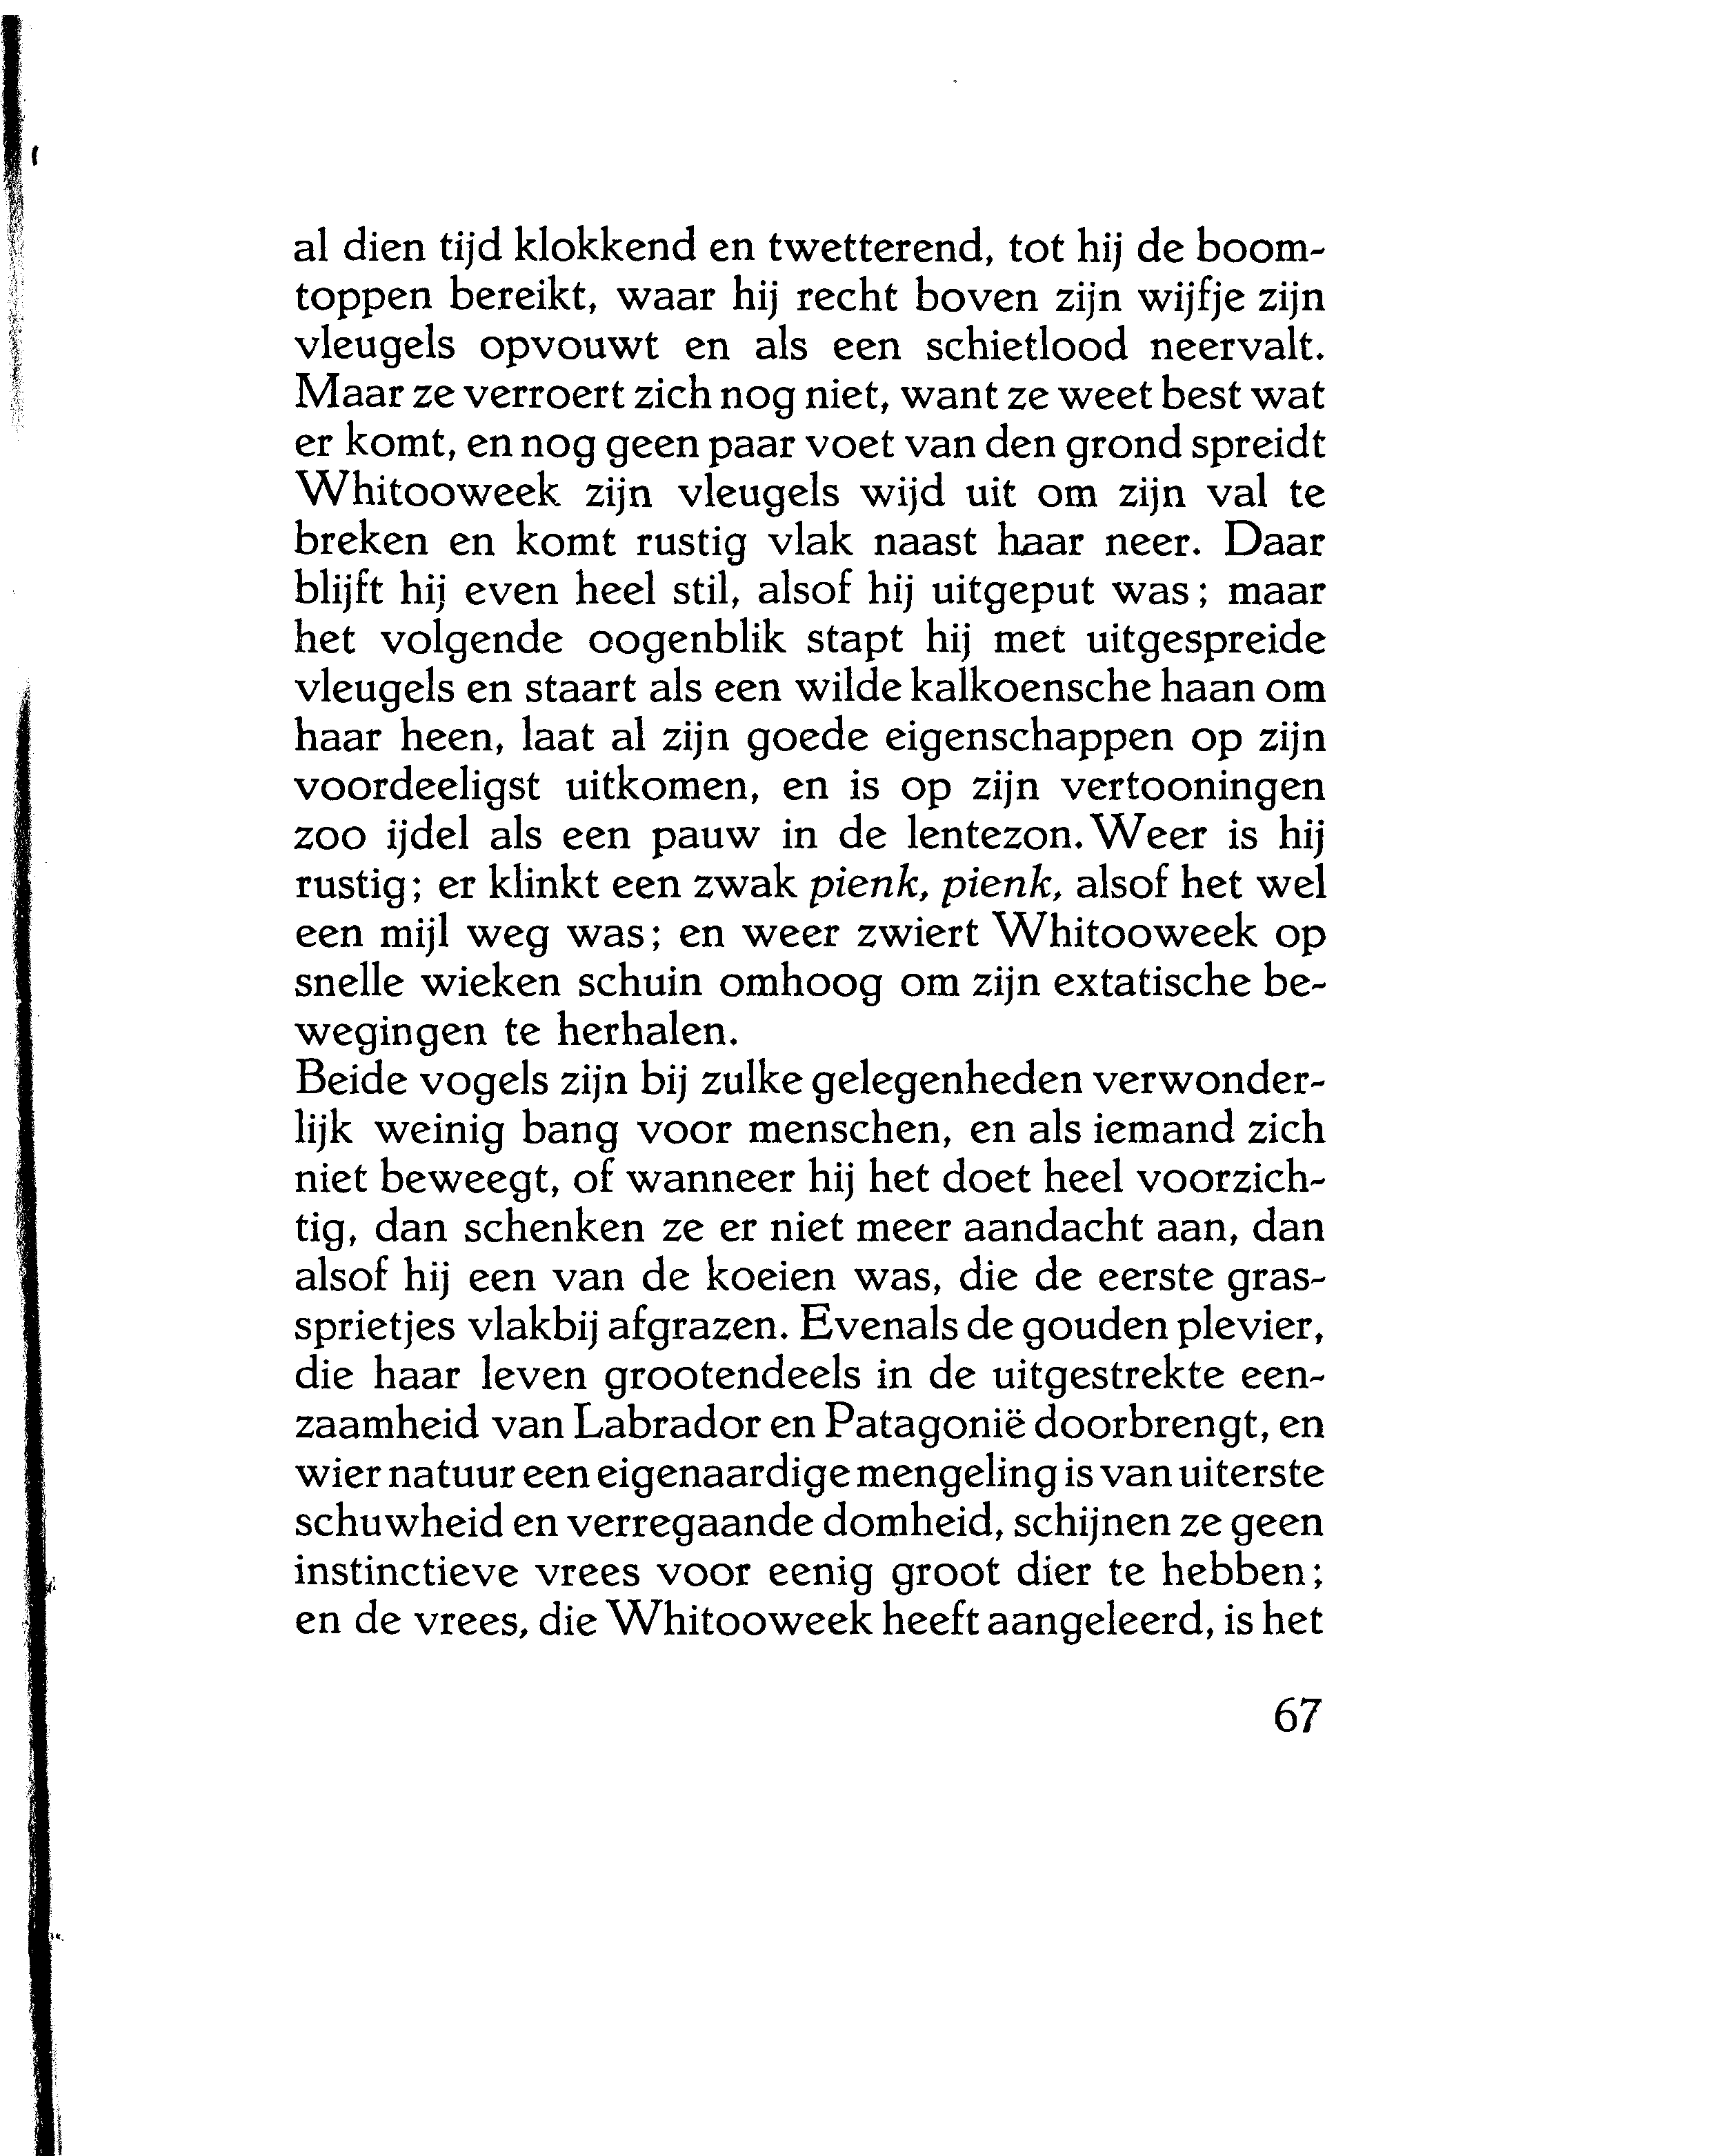 al dien tijd klokkend en twetterend, tot hij de boom-
toppen bereikt, waar hij recht boven zijn wijfje zijn
vleugels opvouwt en als een schietlood neervalt.
Maar ze verroert zich nog niet, want ze weet best wat
er komt, en nog geen paar voet van den grond spreidt
Whitooweek zijn vleugels wijd uit om zijn val te
breken en komt rustig vlak naast haar neer. Daar
blijft hij even heel stil, alsof hij uitgeput was; maar
het volgende oogenblik stapt hij met uitgespreide
vleugels en staart als een wilde kalkoensche haan om
haar heen, laat al zijn goede eigenschappen op zijn
voordeeligst uitkomen, en is op zijn vertooningen
zoo ijdel als een pauw in de lentezon. Weer is hij
rustig; er klinkt een zwak pienk, pienk, alsof het wel
een mijl weg was; en weer zwiert Whitooweek op
snelle wieken schuin omhoog om zijn extatische be-
wegingen te herhalen.
Beide vogels zijn bij zulke gelegenheden verwonder-
lijk weinig bang voor menschen, en als iemand zich
niet beweegt, of wanneer hij het doet heel voorzich-
tig, dan schenken ze er niet meer aandacht aan, dan
alsof hij een van de koeien was, die de eerste gras-
sprietjes vlakbij afgrazen. Evenals de gouden plevier,
die haar leven grootendeels in de uitgestrekte een-
zaamheid van Labrador en Patagonië doorbrengt, en
wier natuur een eigenaardige mengeling is van uiterste
schuwheid en verregaande domheid, schijnen ze geen
instinctieve vrees voor eenig groot dier te hebben;
en de vrees, die Whitooweek heeft aangeleerd, is het
67